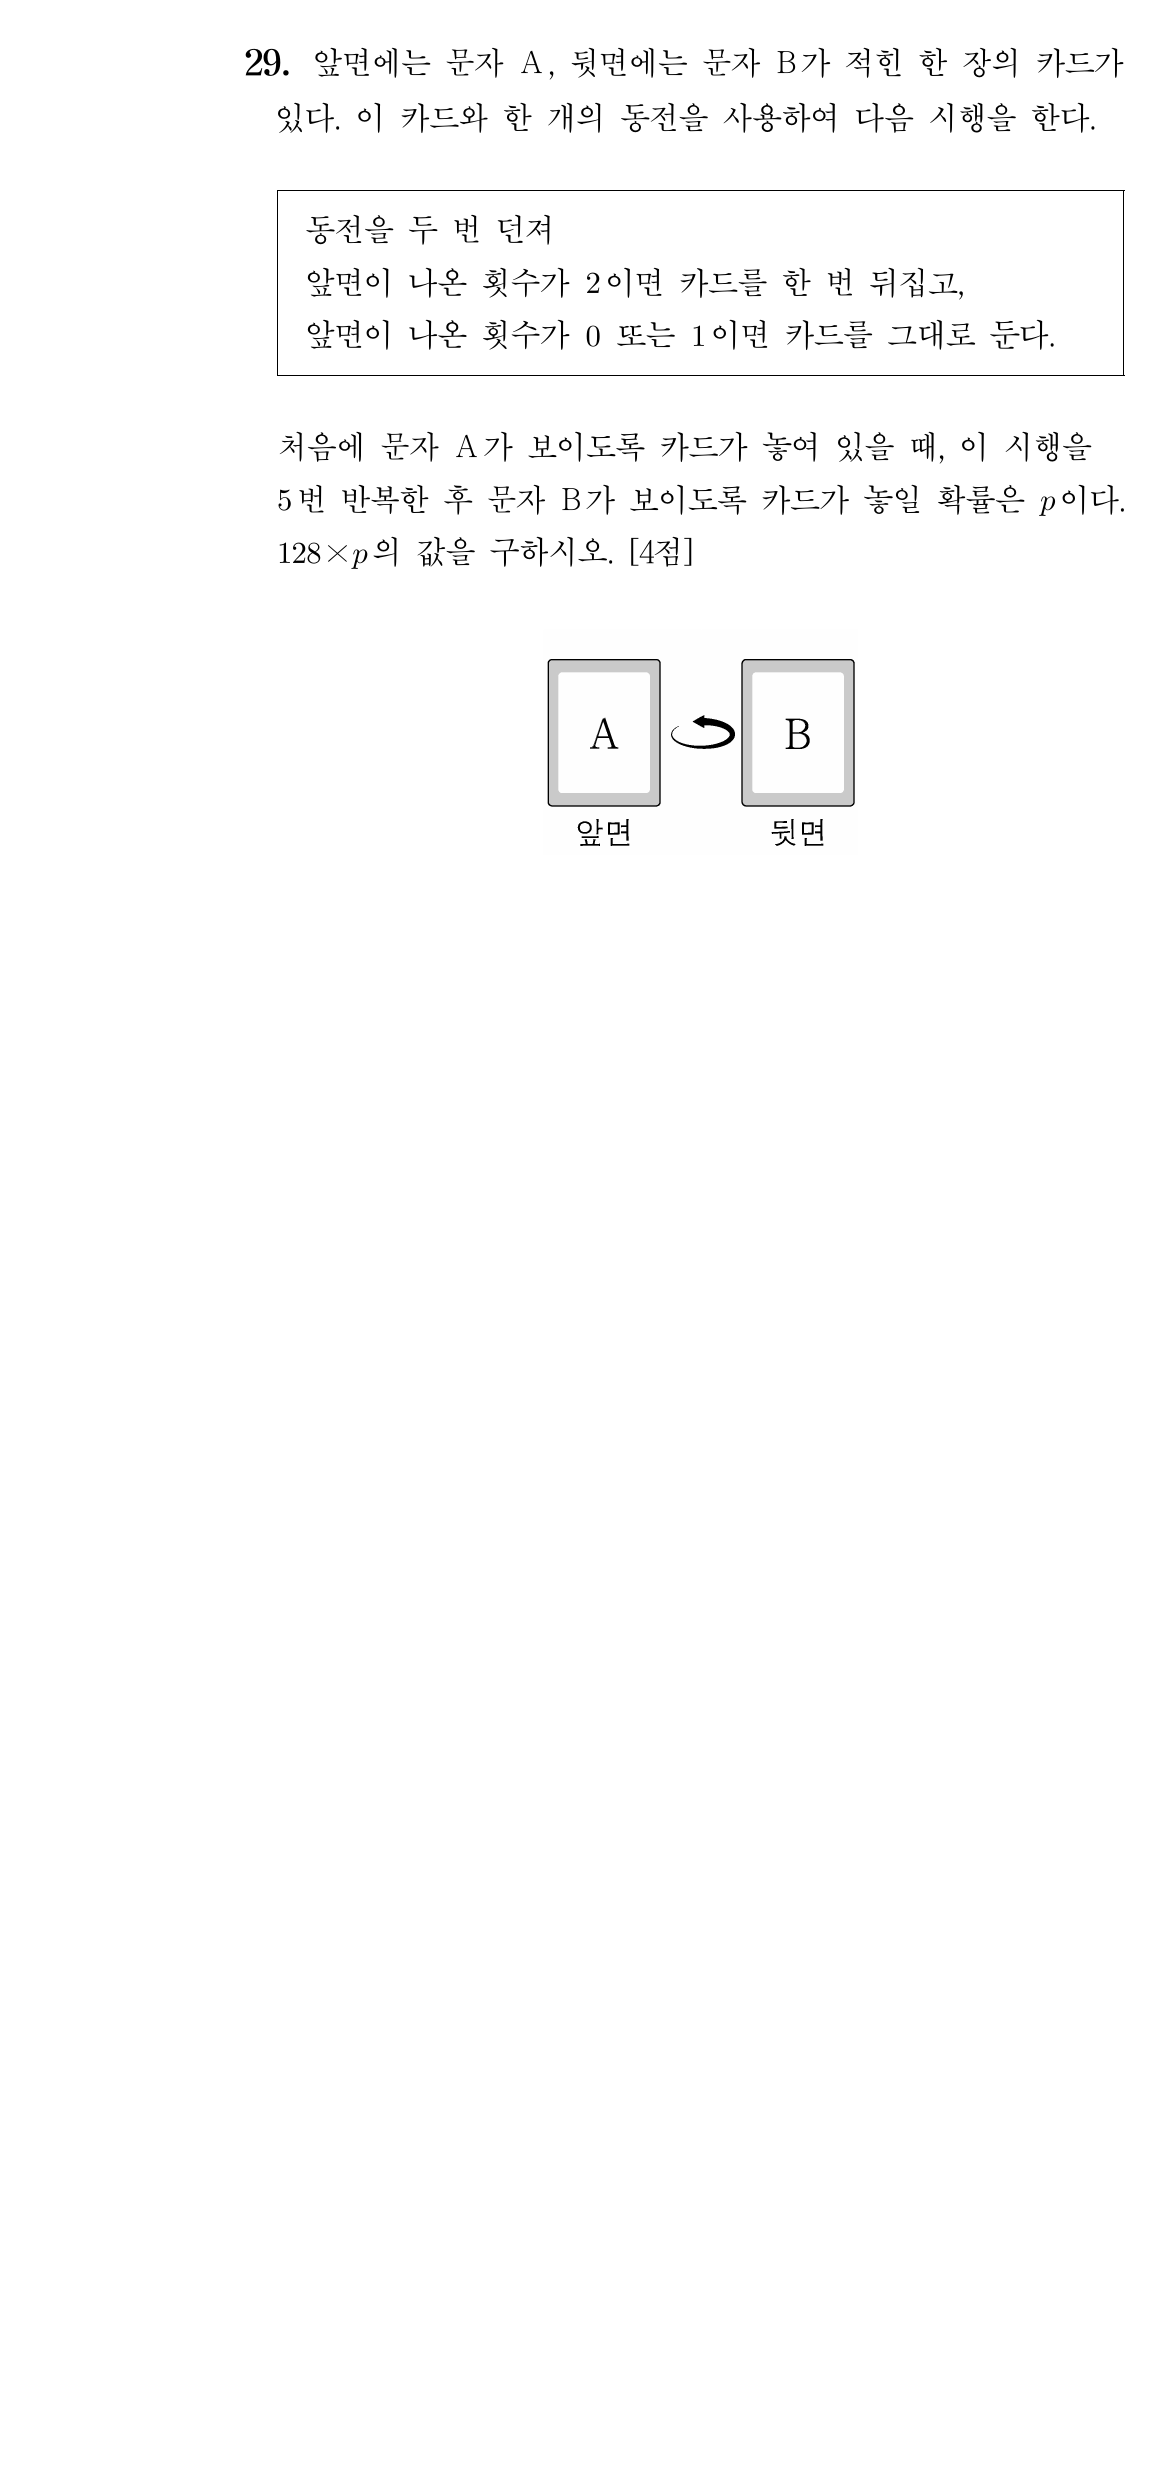 29. 앞면에는 문자 A, 뒷면에는 문자 B가 적힌 한 장의 카드가
있다. 이 카드와 한 개의 동전을 사용하여 다음 시행을 한다.
동전을 두 번 던져
앞면이 나온 횟수가 2이면 카드를 한 번 뒤집고,
앞면이 나온 횟수가 0 또는 1이면 카드를 그대로 둔다.
처음에 문자 A가 보이도록 카드가 놓여 있을 때, 이 시행을
5번 반복한 후 문자 B가 보이도록 카드가 놓일 확률은 p이다.
128×p의 값을 구하시오. [4점]
A B
앞면 뒷면